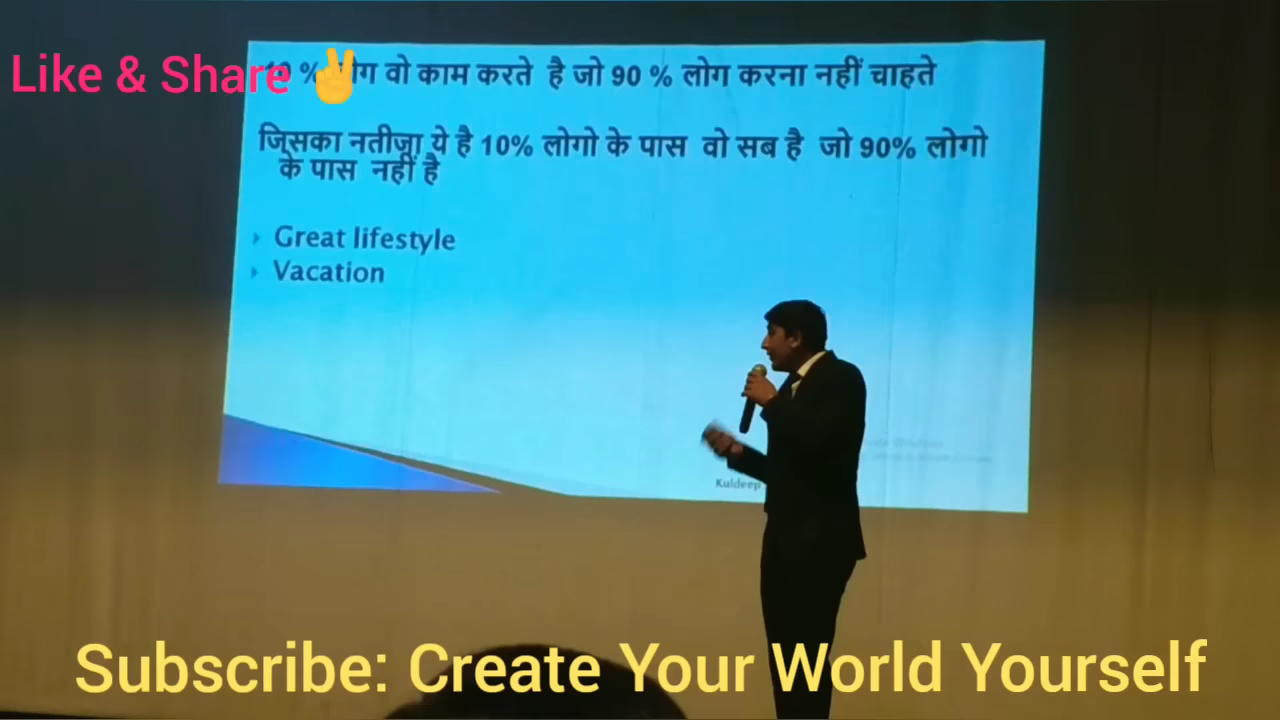 Like & Share ✌
10 % लोग वो काम करते है जो 90 % लोग करना नहीं चाहते
जिसका नतीजा ये है 10% लोगो के पास वो सब है जो 90% लोगो
के पास नहीं है
Great lifestyle
Vacation
Kuldeep
Subscribe: Create Your World Yourself